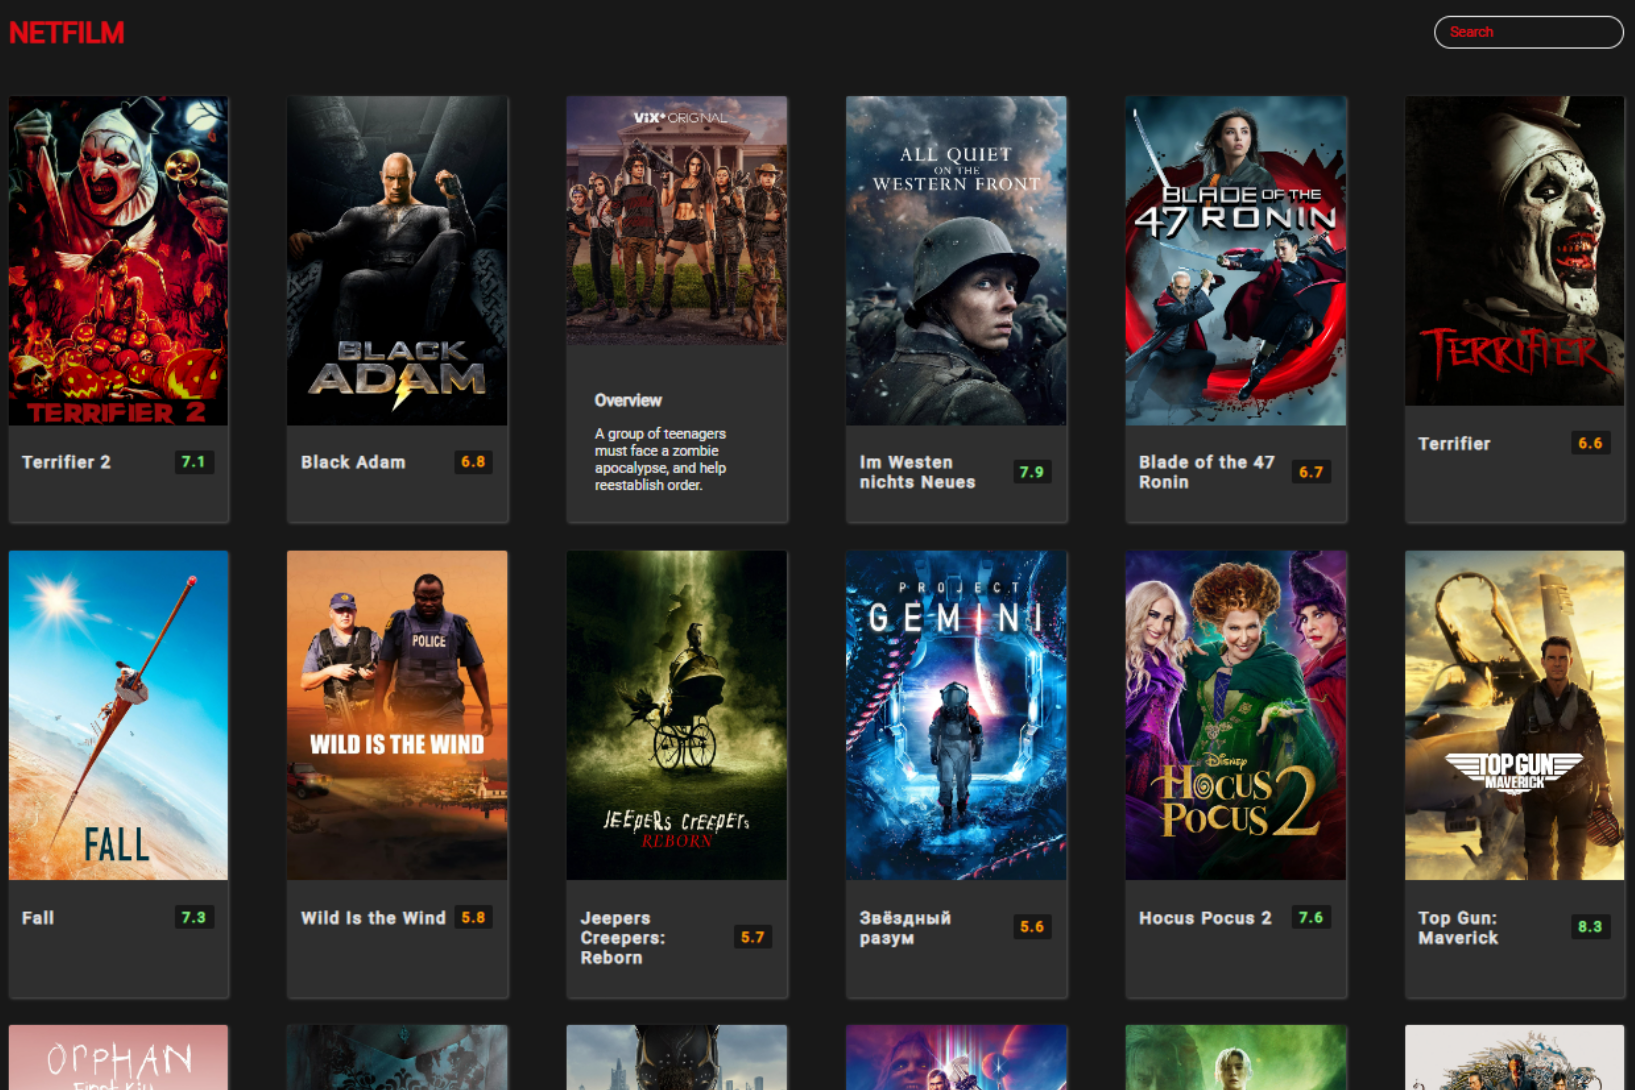 NETFILM
Search
TERRIFIER 2
Terrifier 2
7.1
BLACK
ADAM
Black Adam
6.8
ViX+ ORIGINAL
Overview
A group of teenagers
must face a zombie
apocalypse, and help
reestablish order.
ALL QUIET
ON THE
WESTERN FRONT
Im Westen
nichts Neues
7.9
BLADE OF THE
47 RONIN
Blade of the 47
Ronin
6.7
TERRIFIER
Terrifier
6.6
FALL
Fall
7.3
POLICE
WILD IS THE WIND
Wild Is the Wind
5.8
JEEPERS CREEPERS
REBORN
Jeepers
Creepers:
Reborn
5.7
PROJECT
GEMINI
Звёздный
разум
5.6
Disney
HOCUS
POCUS 2
Hocus Pocus 2
7.6
TOP GUN
MAVERICK
Top Gun:
Maverick
8.3
ORPHAN
First Kill